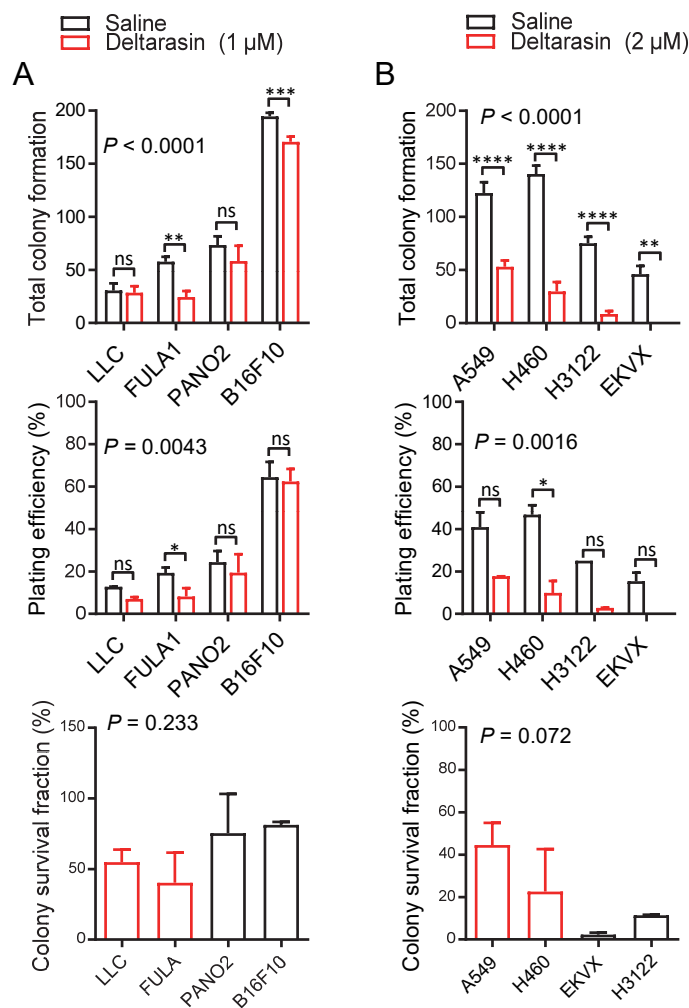 Saline
Deltarasin (1 µM)
Saline
Deltarasin (2 µM)
A
B
Total colony formation
200
150
100
50
0
P < 0.0001
ns
**
ns
***
LLC
FULA1
PANO2
B16F10
Total colony formation
200
150
100
50
0
P < 0.0001
****
****
****
**
A549
H460
H3122
EKVX
Plating efficiency (%)
100
80
60
40
20
0
P = 0.0043
ns
*
ns
ns
LLC
FULA1
PANO2
B16F10
Plating efficiency (%)
100
80
60
40
20
0
P = 0.0016
ns
*
ns
ns
A549
H460
H3122
EKVX
Colony survival fraction (%)
150
100
50
0
P = 0.233
LLC
FULA
PANO2
B16F10
Colony survival fraction (%)
100
80
60
40
20
0
P = 0.072
A549
H460
EKVX
H3122